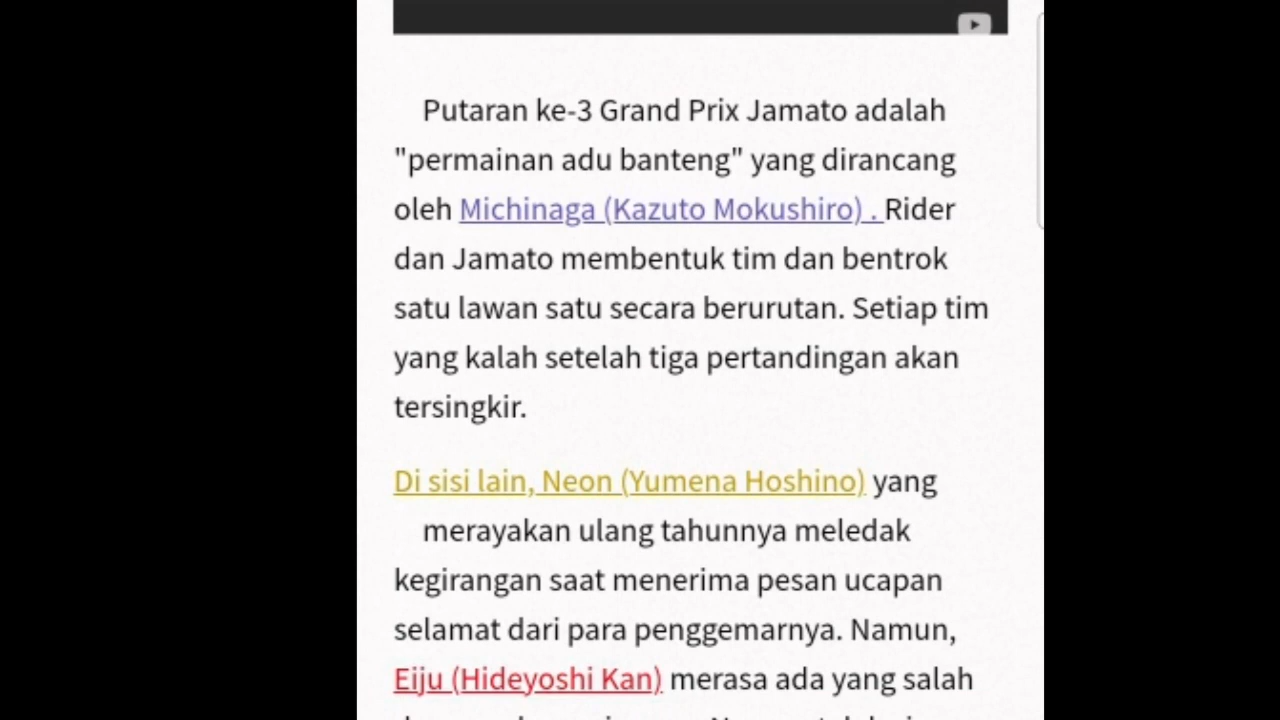 Putaran ke-3 Grand Prix Jamato adalah
"permainan adu banteng" yang dirancang
oleh Michinaga (Kazuto Mokushiro) . Rider
dan Jamato membentuk tim dan bentrok
satu lawan satu secara berurutan. Setiap tim
yang kalah setelah tiga pertandingan akan
tersingkir.
Di sisi lain, Neon (Yumena Hoshino) yang
merayakan ulang tahunnya meledak
kegirangan saat menerima pesan ucapan
selamat dari para penggemarnya. Namun,
Eiju (Hideyoshi Kan) merasa ada yang salah